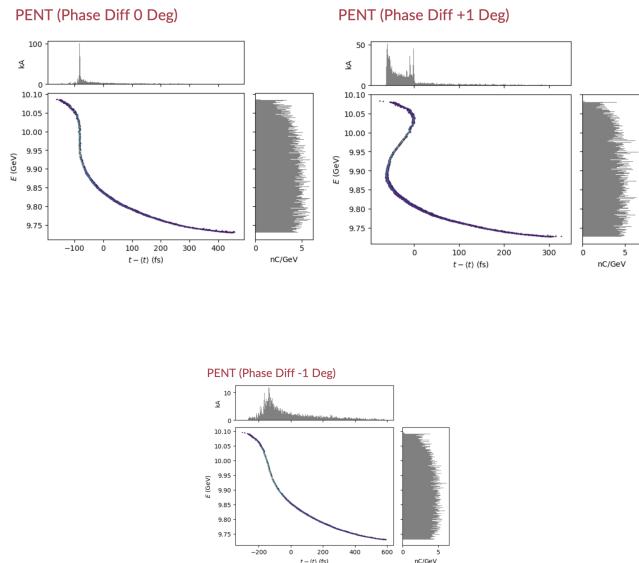 PENT (Phase Diff 0 Deg)
100
kA
0
10.10
10.05
10.00
9.95
9.90
9.85
9.80
9.75
E (GeV)
−100 0 100 200 300 400
t − ⟨t⟩ (fs)
0 5
nC/GeV
PENT (Phase Diff +1 Deg)
50
kA
0
10.10
10.05
10.00
9.95
9.90
9.85
9.80
9.75
E (GeV)
0 100 200 300
t − ⟨t⟩ (fs)
0 5
nC/GeV
PENT (Phase Diff -1 Deg)
10
kA
0
10.10
10.05
10.00
9.95
9.90
9.85
9.80
9.75
E (GeV)
−200 0 200 400 600
t − ⟨t⟩ (fs)
0 5
nC/GeV